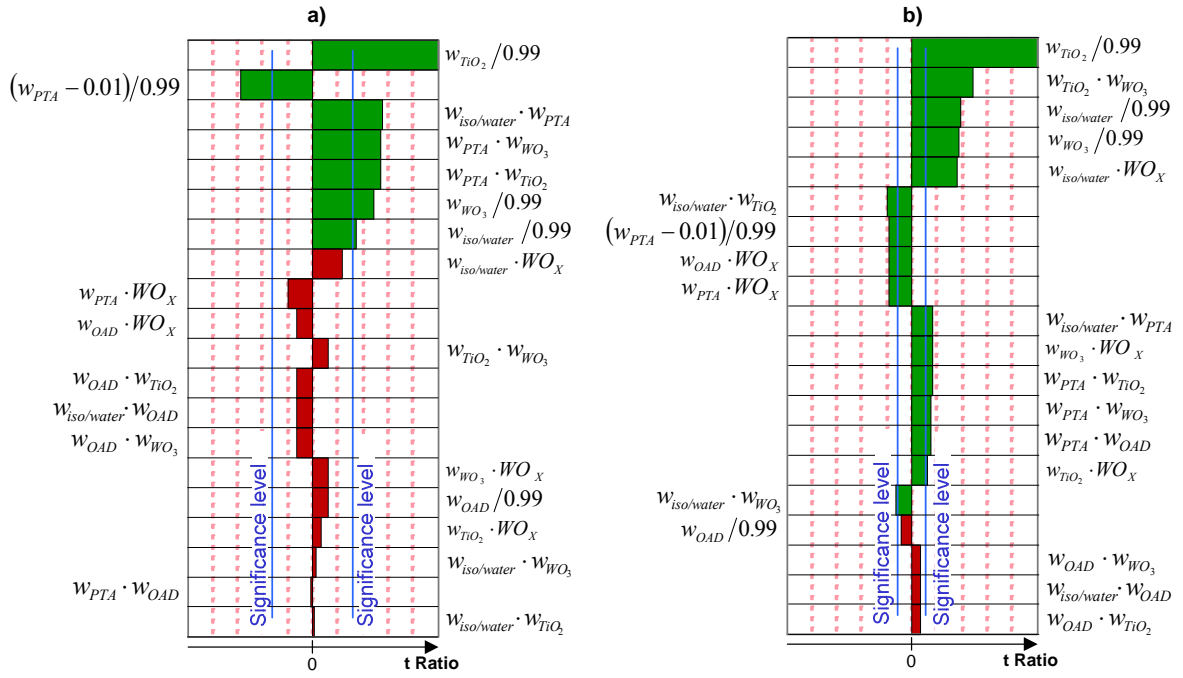 a)
w_TiO₂ /0.99
(w_PTA − 0.01)/0.99
w_iso/water · w_PTA
w_PTA · w_WO₃
w_PTA · w_TiO₂
w_WO₃ /0.99
w_iso/water /0.99
w_iso/water · WO_X
w_PTA · WO_X
w_OAD · WO_X
w_TiO₂ · w_WO₃
w_OAD · w_TiO₂
w_iso/water · w_OAD
w_OAD · w_WO₃
w_WO₃ · WO_X
w_OAD /0.99
w_TiO₂ · WO_X
w_iso/water · w_WO₃
w_PTA · w_OAD
w_iso/water · w_TiO₂
Significance level
Significance level
0
t Ratio
b)
w_TiO₂ /0.99
w_TiO₂ · w_WO₃
w_iso/water /0.99
w_WO₃ /0.99
w_iso/water · WO_X
w_iso/water · w_TiO₂
(w_PTA − 0.01)/0.99
w_OAD · WO_X
w_PTA · WO_X
w_iso/water · w_PTA
w_WO₃ · WO_X
w_PTA · w_TiO₂
w_PTA · w_WO₃
w_PTA · w_OAD
w_TiO₂ · WO_X
w_iso/water · w_WO₃
w_OAD /0.99
w_OAD · w_WO₃
w_iso/water · w_OAD
w_OAD · w_TiO₂
Significance level
Significance level
0
t Ratio